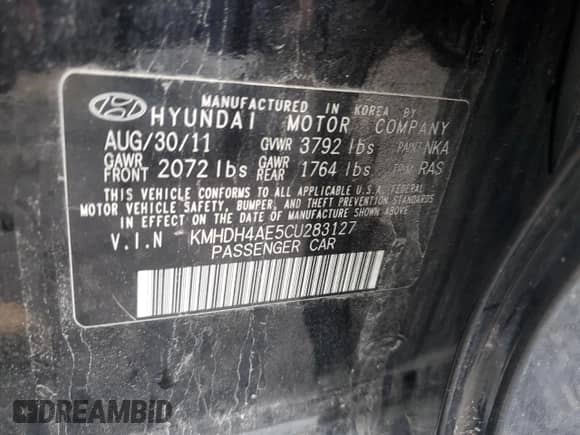 MANUFACTURED IN KOREA BY
HYUNDAI MOTOR COMPANY
AUG/30/11 GVWR 3792 lbs PAINT NKA
GAWR FRONT 2072 lbs GAWR REAR 1764 lbs TRIM RAS
THIS VEHICLE CONFORMS TO ALL APPLICABLE U.S.A. FEDERAL
MOTOR VEHICLE SAFETY, BUMPER, AND THEFT PREVENTION STANDARDS
IN EFFECT ON THE DATE OF MANUFACTURE SHOWN ABOVE.
V.I.N KMHDH4AE5CU283127
PASSENGER CAR
DREAMBID